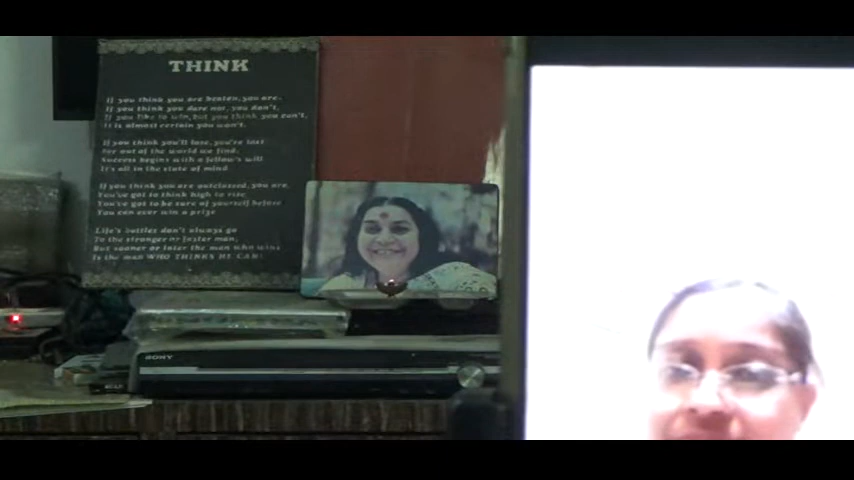 THINK
If you think you are beaten, you are.
If you think you dare not, you don't,
If you like to win, but you think you can't,
It is almost certain you won't.
If you think you'll lose, you're lost
For out of the world we find.
Success begins with a fellow's will
It's all in the state of mind.
If you think you are outclassed, you are,
You've got to think high to rise,
You've got to be sure of yourself before
You can ever win a prize
Life's battles don't always go
To the stronger or faster man,
But sooner or later the man who wins
Is the man WHO THINKS HE CAN!
SONY